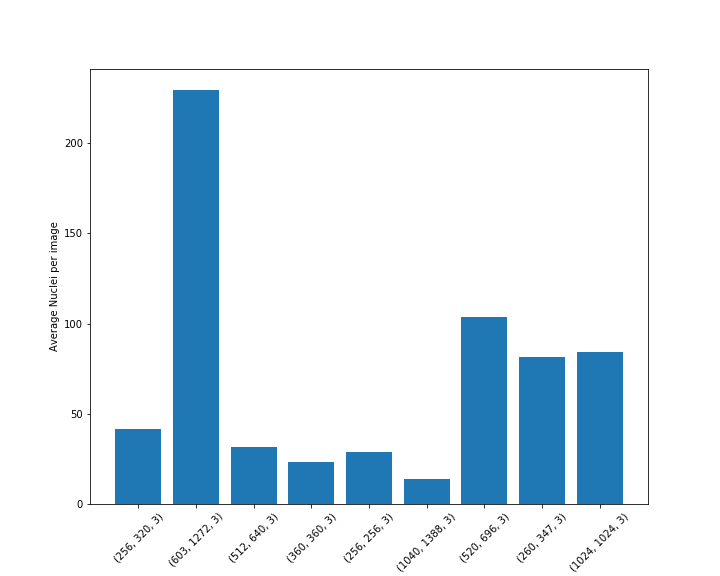 200
150
100
50
0
Average Nuclei per image
(256, 320, 3)
(603, 1272, 3)
(512, 640, 3)
(360, 360, 3)
(256, 256, 3)
(1040, 1388, 3)
(520, 696, 3)
(260, 347, 3)
(1024, 1024, 3)